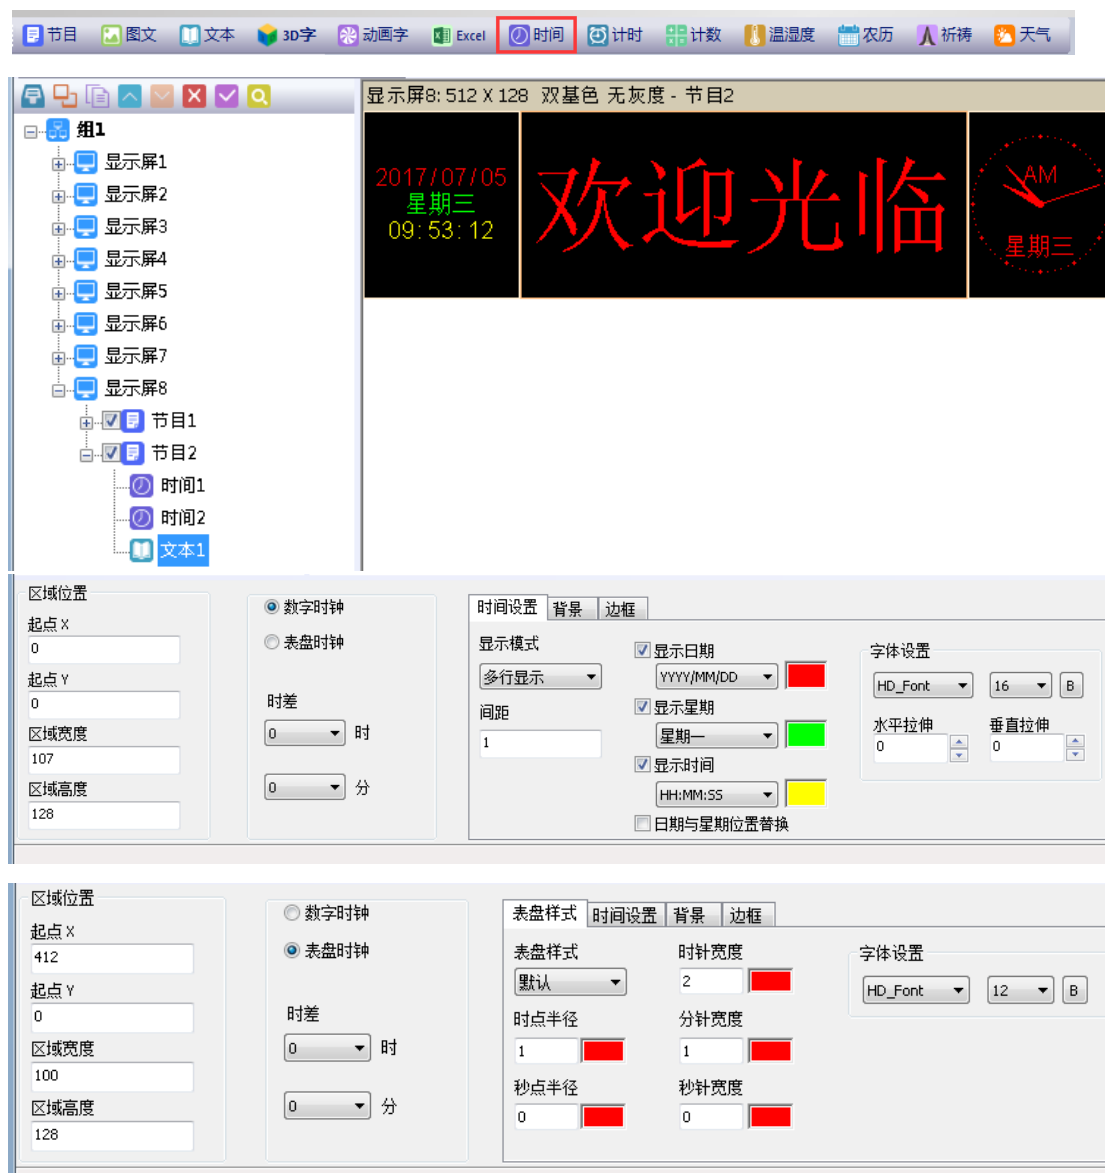 节目 图文 文本 3D字 动画字 Excel 时间 计时 计数 温湿度 农历 祈祷 天气
显示屏8: 512 X 128 双基色 无灰度 - 节目2
组1
显示屏1
显示屏2
显示屏3
显示屏4
显示屏5
显示屏6
显示屏7
显示屏8
节目1
节目2
时间1
时间2
文本1
2017/07/05
星期三
09:53:12
欢迎光临
AM
星期三
区域位置
起点 X
0
起点 Y
0
区域宽度
107
区域高度
128
数字时钟
表盘时钟
时差
0 时
0 分
时间设置 背景 边框
显示模式
多行显示
间距
1
显示日期
YYYY/MM/DD
显示星期
星期一
显示时间
HH:MM:SS
日期与星期位置替换
字体设置
HD_Font 16 B
水平拉伸 垂直拉伸
0 0
区域位置
起点 X
412
起点 Y
0
区域宽度
100
区域高度
128
数字时钟
表盘时钟
时差
0 时
0 分
表盘样式 时间设置 背景 边框
表盘样式 时针宽度
默认 2
时点半径 分针宽度
1 1
秒点半径 秒针宽度
0 0
字体设置
HD_Font 12 B